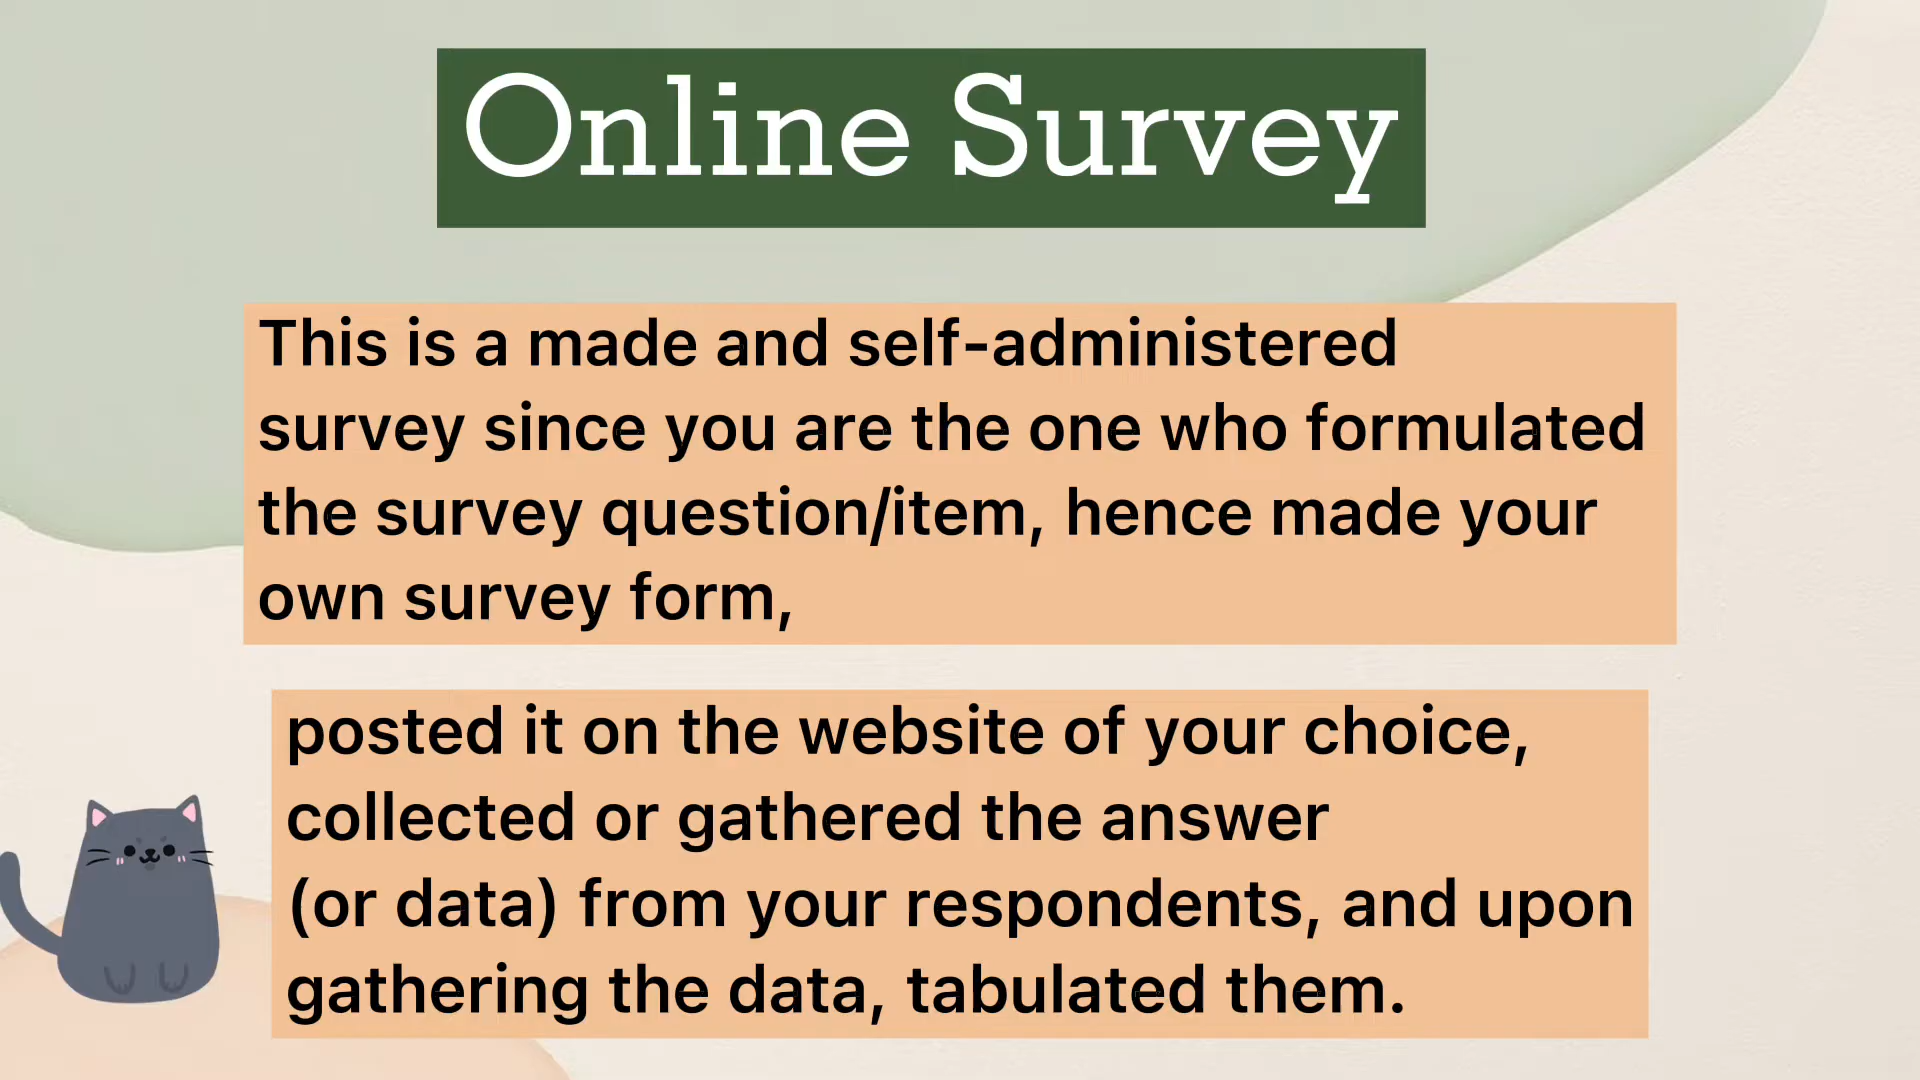 Online Survey
This is a made and self-administered
survey since you are the one who formulated
the survey question/item, hence made your
own survey form,
posted it on the website of your choice,
collected or gathered the answer
(or data) from your respondents, and upon
gathering the data, tabulated them.